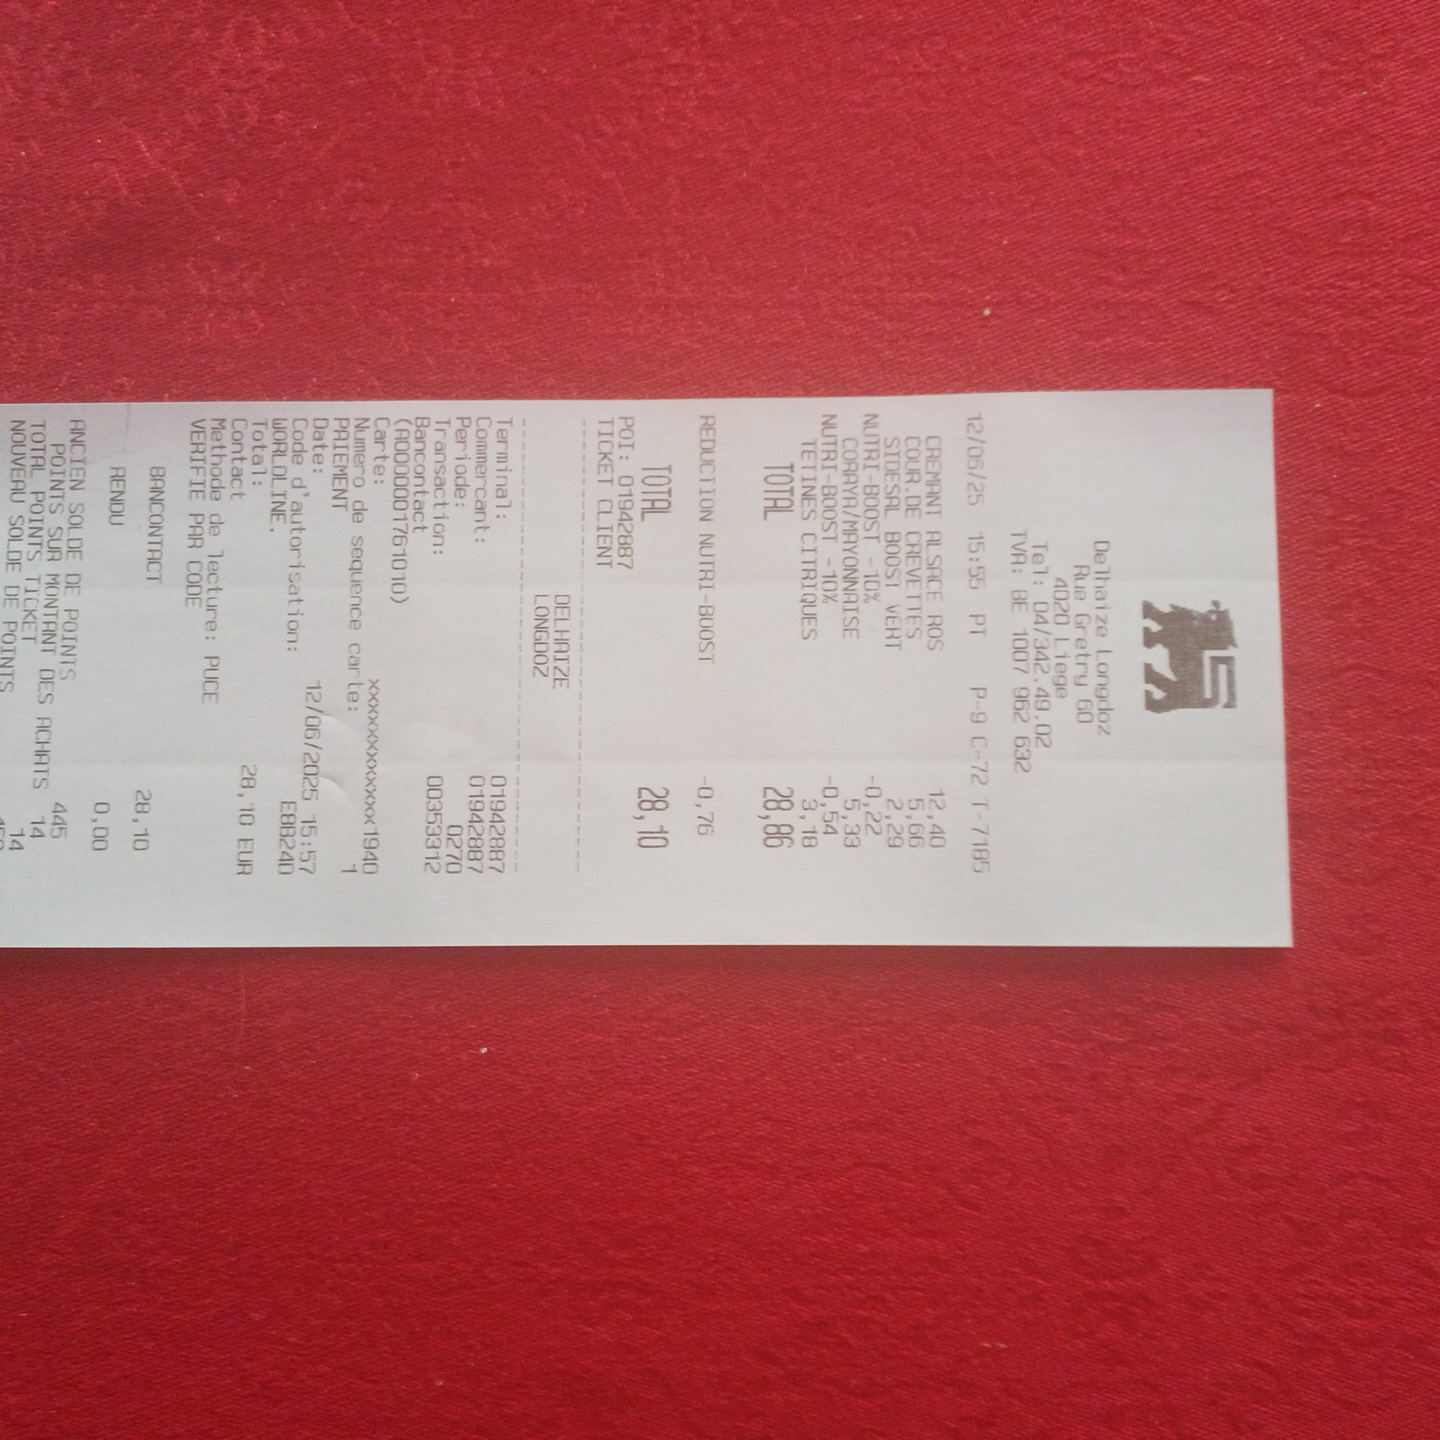 Delhaize Longdoz
Rue Gretry 60
4020 Liege
Tel: 04/342.49.02
TVA: BE 1007 962 632
12/06/25 15:55 PT P-9 C-72 T-7185
CREMANT ALSACE ROS 12,40
COUR.DE CREVETTES 5,66
SIDESAL BOOST VERT 2,29
NUTRI-BOOST -10% -0,22
CORAYA/MAYONNAISE 5,33
NUTRI-BOOST -10% -0,54
TETINES CITRIQUES 3,18
TOTAL 28,86
REDUCTION NUTRI-BOOST -0,76
TOTAL 28,10
POI: 01942887
TICKET CLIENT
DELHAIZE
LONGDOZ
Terminal: 01942887
Commercant: 01942887
Periode: 0270
Transaction: 00353312
Bancontact
(A0000001761010)
Carte: xxxxxxxxxxxxx1940
Numero de sequence carte: 1
PAIEMENT
Date: 12/06/2025 15:57
Code d'autorisation: E8B24D
WORLDLINE.
Total: 28,10 EUR
Contact
Methode de lecture: PUCE
VERIFIE PAR CODE
BANCONTACT 28,10
RENDU 0,00
ANCIEN SOLDE DE POINTS 445
POINTS SUR MONTANT DES ACHATS 14
TOTAL POINTS TICKET 14
NOUVEAU SOLDE DE POINTS